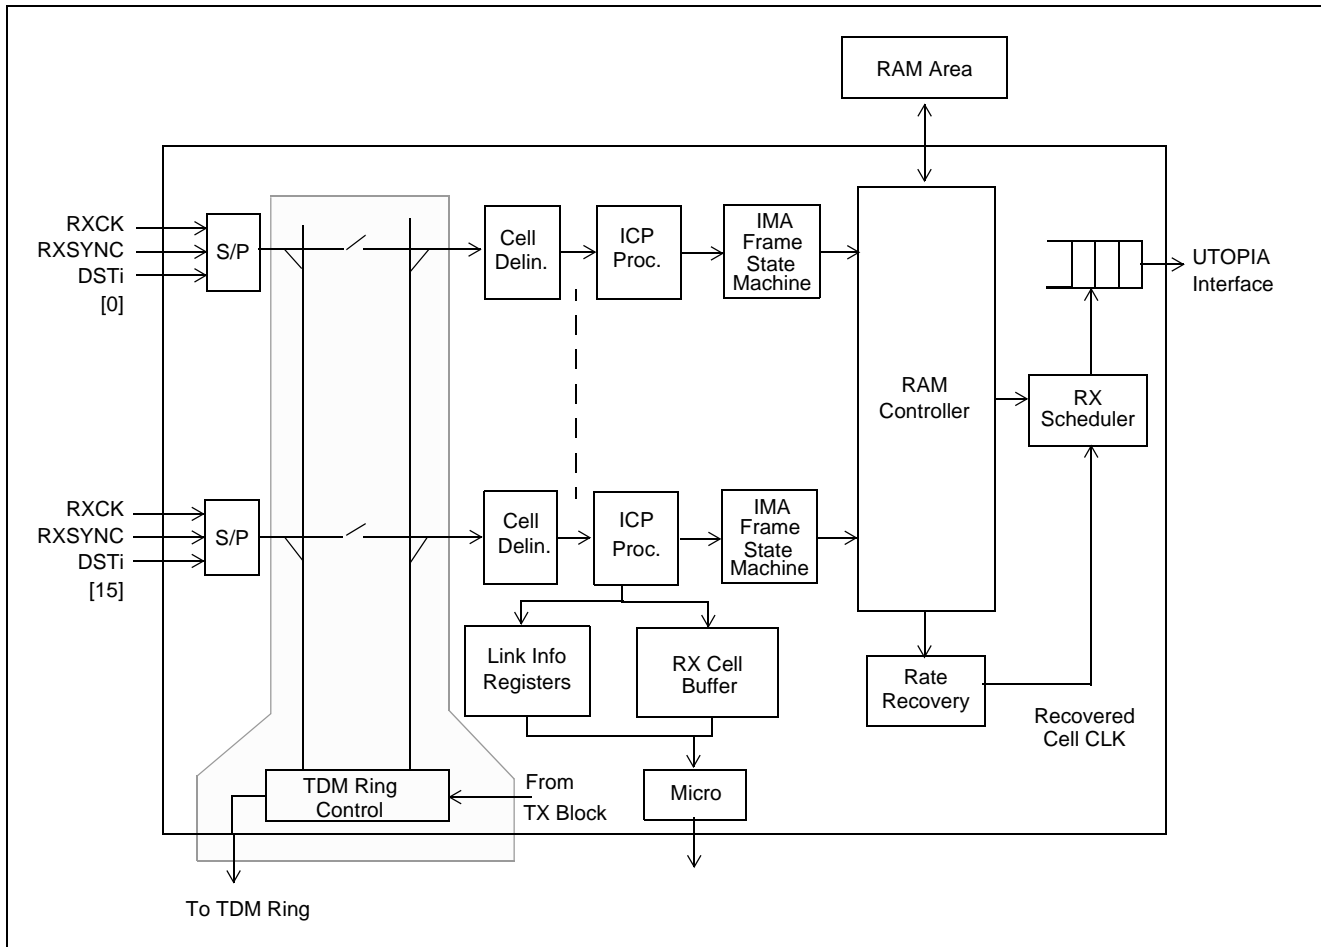 RAM Area
RXCK
RXSYNC
DSTi
[0]
S/P
Cell
Delin.
ICP
Proc.
IMA
Frame
State
Machine
UTOPIA
Interface
RAM
Controller
RX
Scheduler
RXCK
RXSYNC
DSTi
[15]
S/P
Cell
Delin.
ICP
Proc.
IMA
Frame
State
Machine
Link Info
Registers
RX Cell
Buffer
Rate
Recovery
Recovered
Cell CLK
TDM Ring
Control
From
TX Block
Micro
To TDM Ring